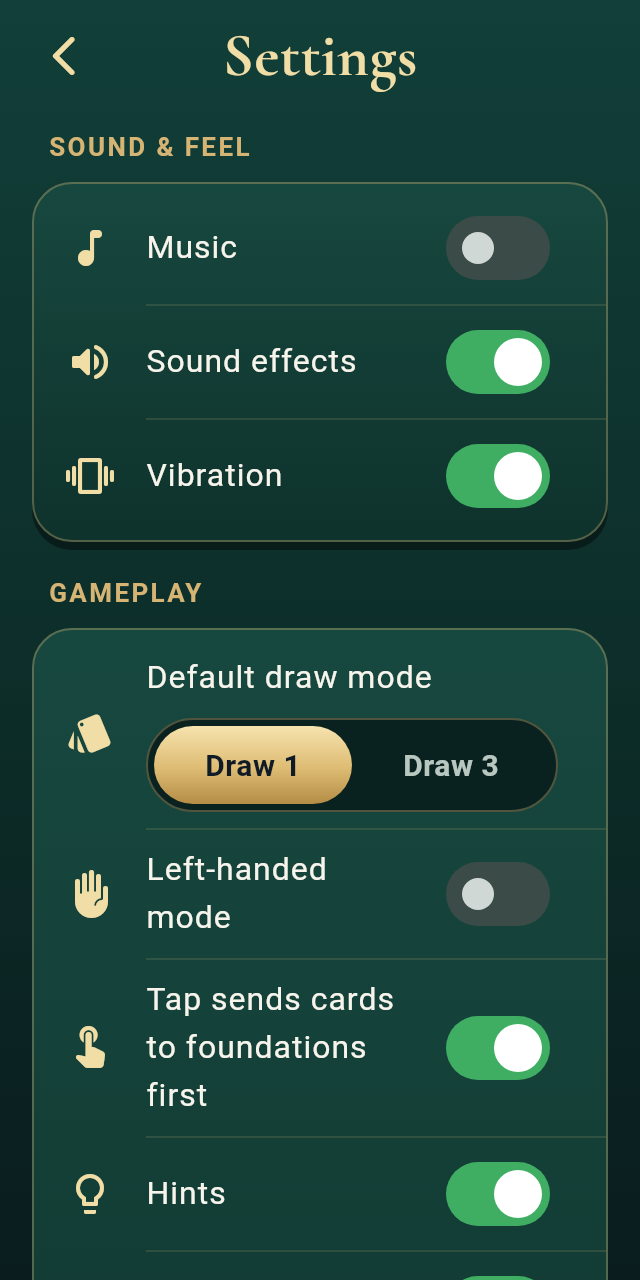 Settings
SOUND & FEEL
Music
Sound effects
Vibration
GAMEPLAY
Default draw mode
Draw 1
Draw 3
Left-handed
mode
Tap sends cards
to foundations
first
Hints